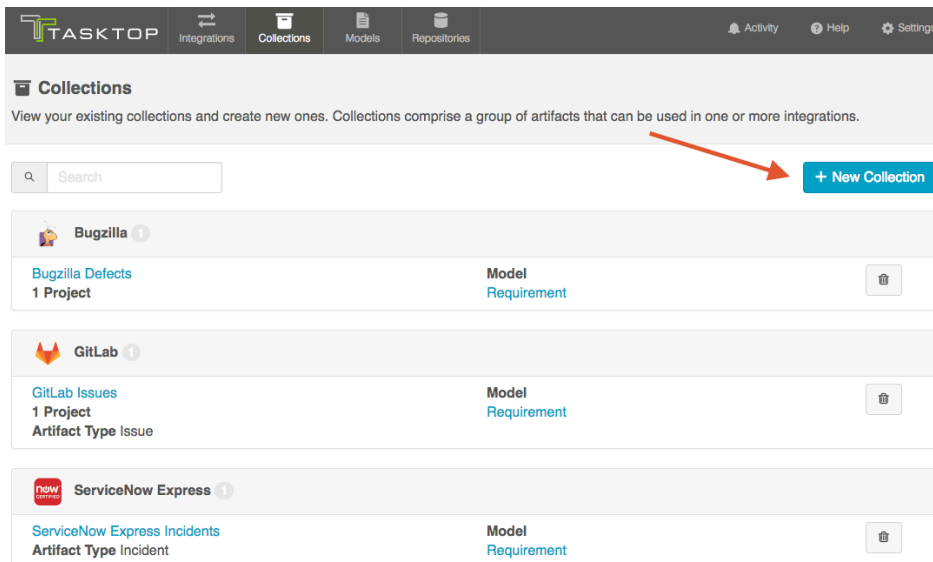 TASKTOP
Integrations
Collections
Models
Repositories
Activity
Help
Settings
Collections
View your existing collections and create new ones. Collections comprise a group of artifacts that can be used in one or more integrations.
Search
+ New Collection
Bugzilla 1
Bugzilla Defects
1 Project
Model
Requirement
GitLab 1
GitLab Issues
1 Project
Artifact Type Issue
Model
Requirement
now
CERTIFIED
ServiceNow Express 1
ServiceNow Express Incidents
Artifact Type Incident
Model
Requirement